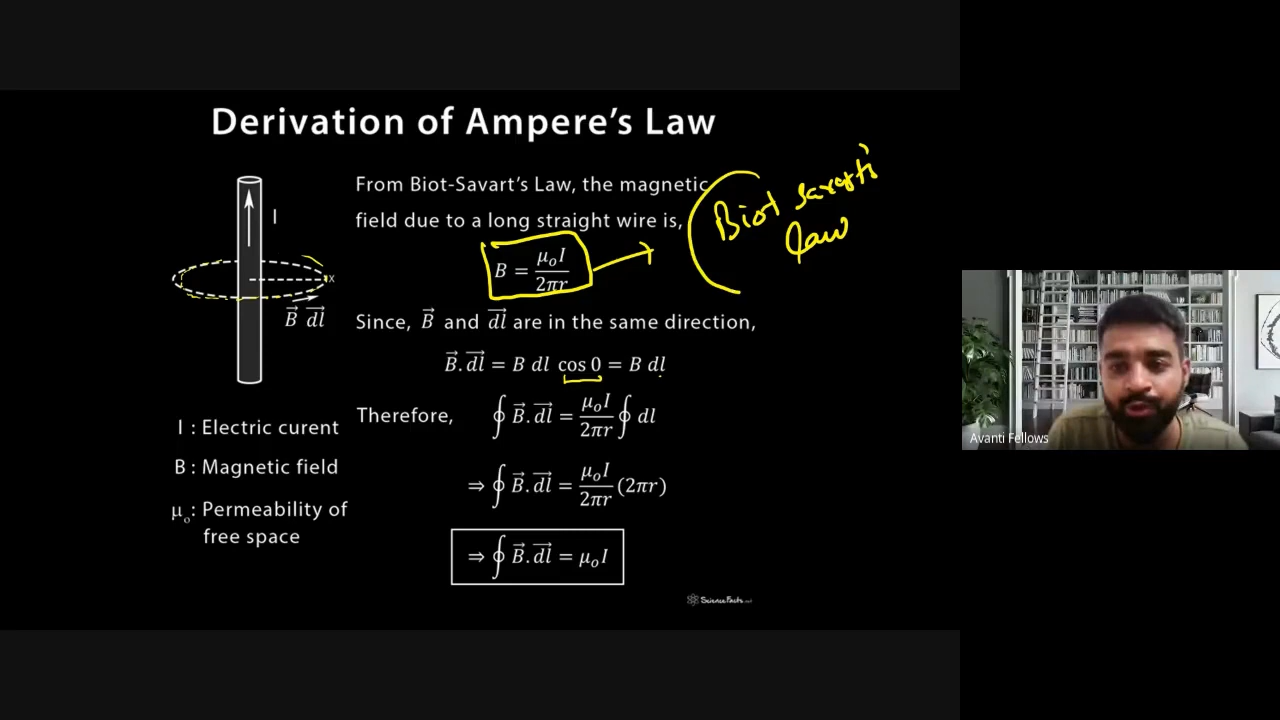 Derivation of Ampere's Law
From Biot-Savart's Law, the magnetic
field due to a long straight wire is,
B = μ₀I / 2πr
Biot Savart's
law
I
x
B⃗ dl⃗
Since, B⃗ and dl⃗ are in the same direction,
B⃗.dl⃗ = B dl cos 0 = B dl
Therefore, ∮ B⃗.dl⃗ = μ₀I / 2πr ∮ dl
⇒ ∮ B⃗.dl⃗ = μ₀I / 2πr (2πr)
⇒ ∮ B⃗.dl⃗ = μ₀I
I : Electric curent
B : Magnetic field
μ₀: Permeability of
free space
ScienceFacts.net
Avanti Fellows